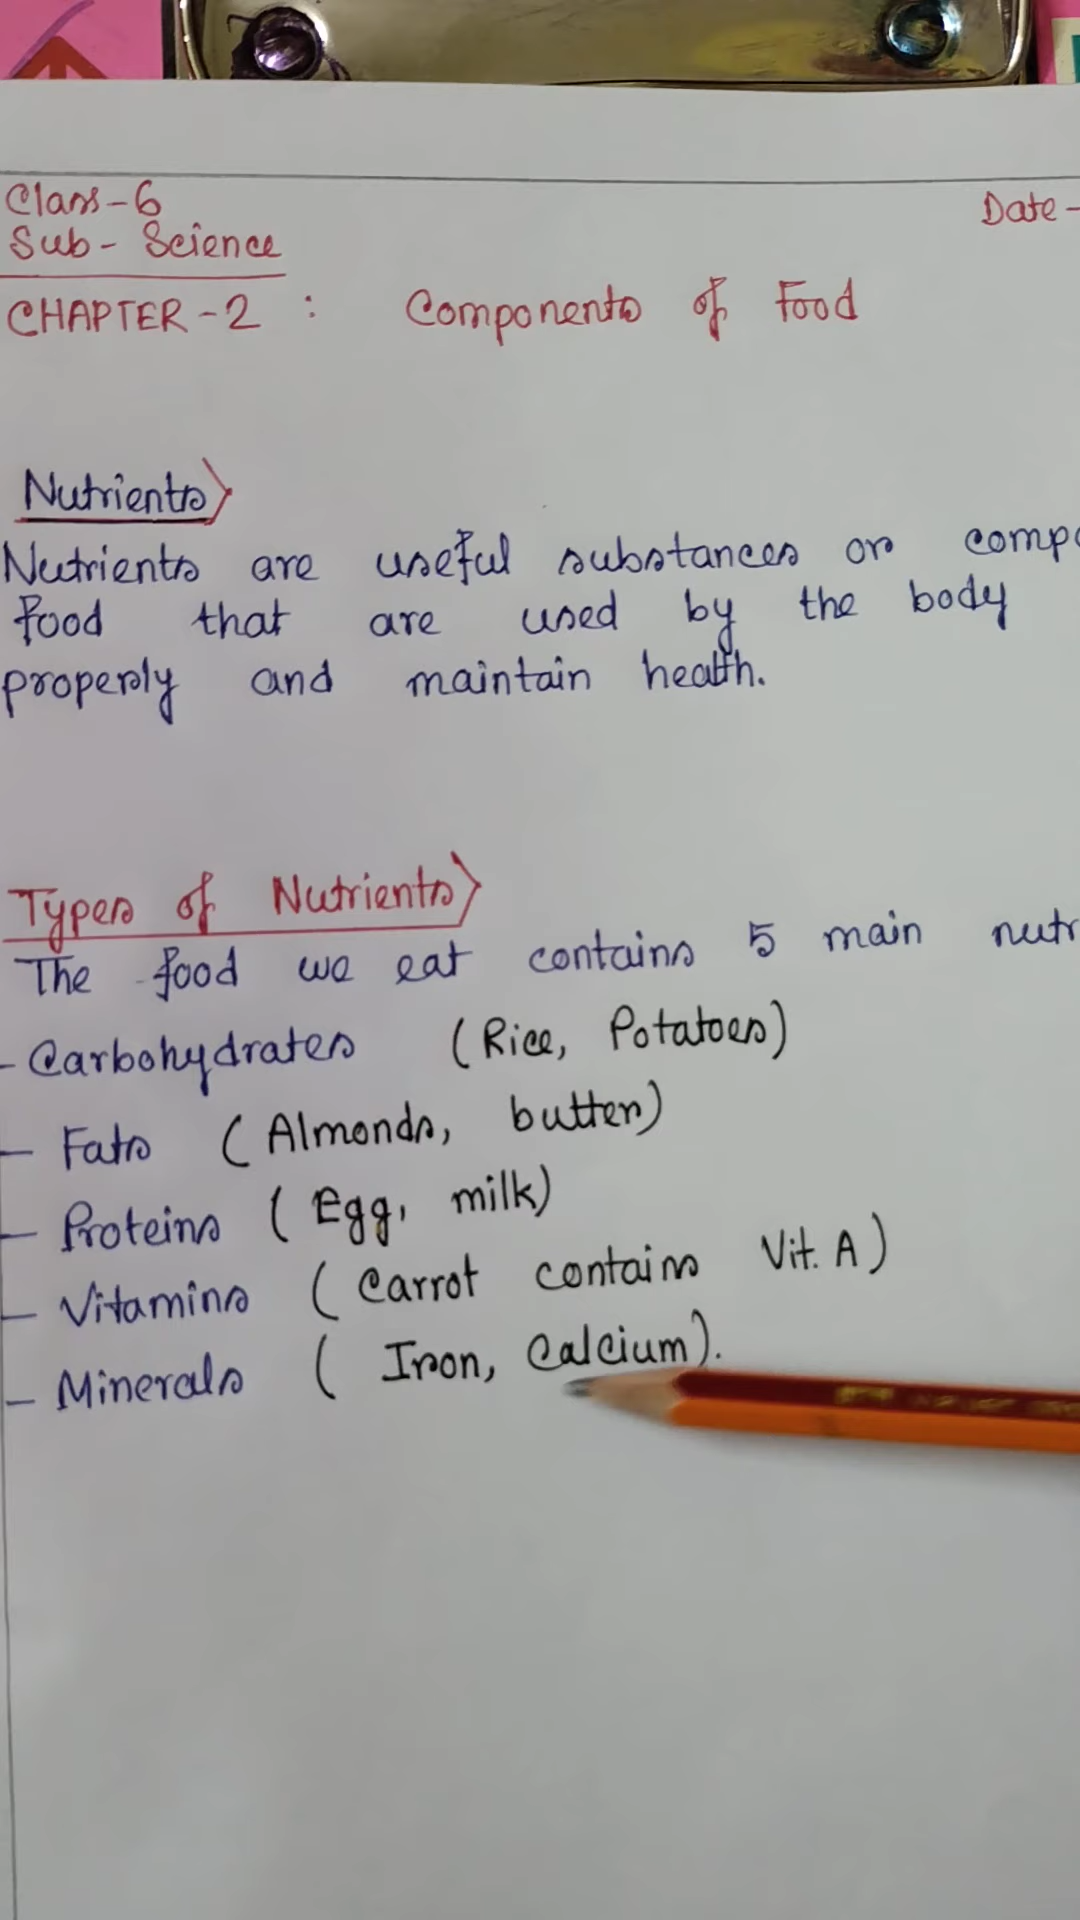 Class-6
Date-
Sub- Science
CHAPTER-2 : Components of Food
Nutrients
Nutrients are useful substances or comp
food that are used by the body
properly and maintain health.
Types of Nutrients
The food we eat contains 5 main nutr
- Carbohydrates (Rice, Potatoes)
- Fats (Almonds, butter)
- Proteins (Egg, milk)
- Vitamins (Carrot contains Vit. A)
- Minerals (Iron, Calcium).